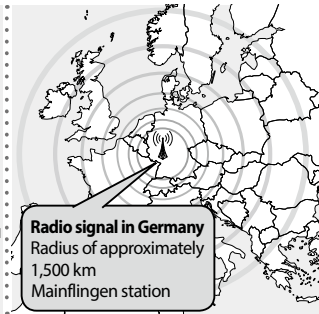 Radio signal in Germany
Radius of approximately
1,500 km
Mainflingen station